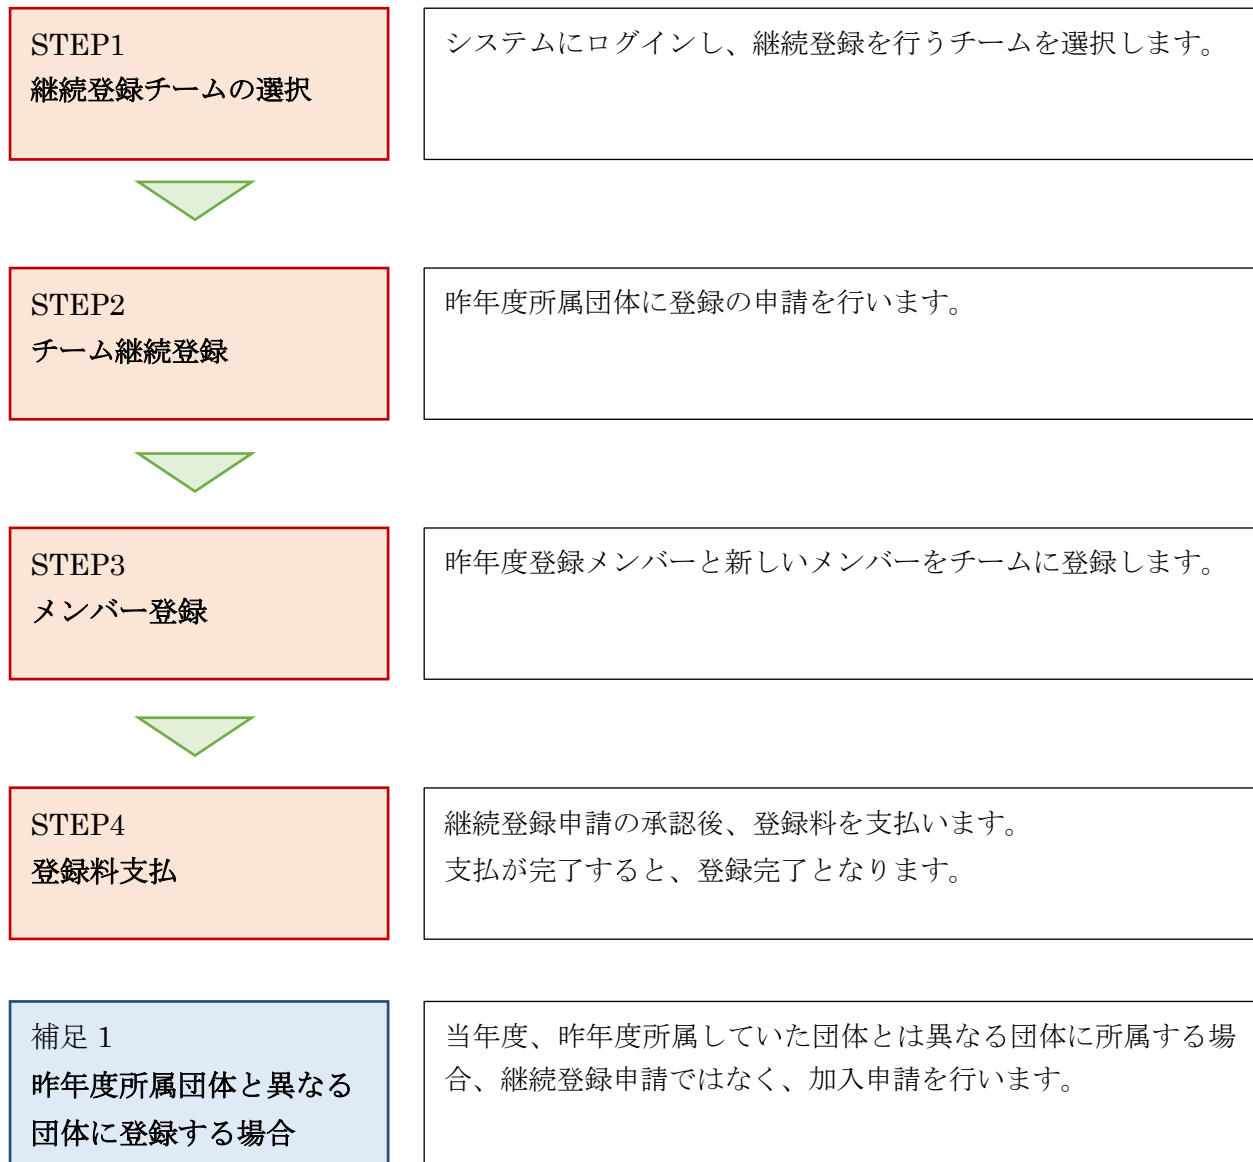 STEP1
継続登録チームの選択
システムにログインし、継続登録を行うチームを選択します。
STEP2
チーム継続登録
昨年度所属団体に登録の申請を行います。
STEP3
メンバー登録
昨年度登録メンバーと新しいメンバーをチームに登録します。
STEP4
登録料支払
継続登録申請の承認後、登録料を支払います。
支払が完了すると、登録完了となります。
補足 1
昨年度所属団体と異なる
団体に登録する場合
当年度、昨年度所属していた団体とは異なる団体に所属する場
合、継続登録申請ではなく、加入申請を行います。